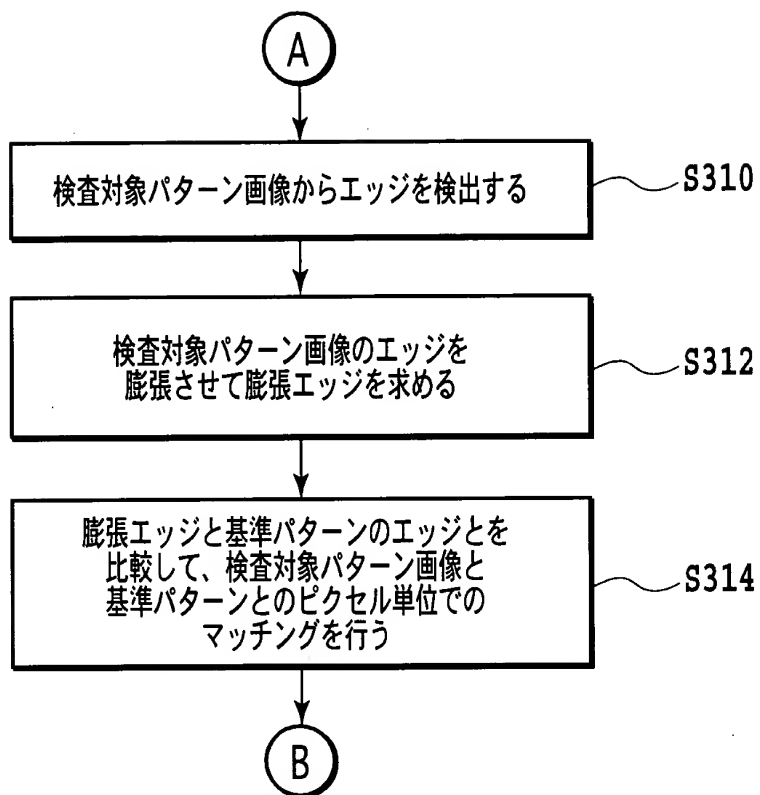 A
検査対象パターン画像からエッジを検出する
S310
検査対象パターン画像のエッジを
膨張させて膨張エッジを求める
S312
膨張エッジと基準パターンのエッジとを
比較して、検査対象パターン画像と
基準パターンとのピクセル単位での
マッチングを行う
S314
B